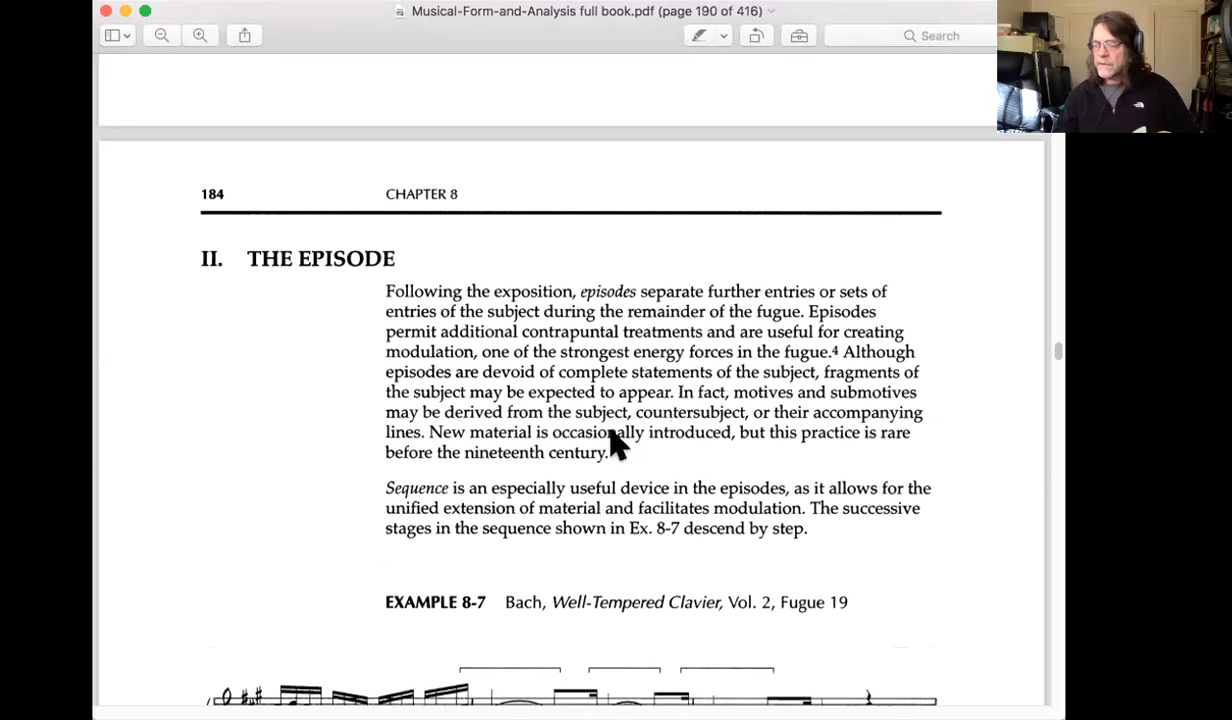 Musical-Form-and-Analysis full book.pdf (page 190 of 416)
Search
184 CHAPTER 8
II. THE EPISODE
Following the exposition, episodes separate further entries or sets of
entries of the subject during the remainder of the fugue. Episodes
permit additional contrapuntal treatments and are useful for creating
modulation, one of the strongest energy forces in the fugue.4 Although
episodes are devoid of complete statements of the subject, fragments of
the subject may be expected to appear. In fact, motives and submotives
may be derived from the subject, countersubject, or their accompanying
lines. New material is occasionally introduced, but this practice is rare
before the nineteenth century.
Sequence is an especially useful device in the episodes, as it allows for the
unified extension of material and facilitates modulation. The successive
stages in the sequence shown in Ex. 8-7 descend by step.
EXAMPLE 8-7 Bach, Well-Tempered Clavier, Vol. 2, Fugue 19